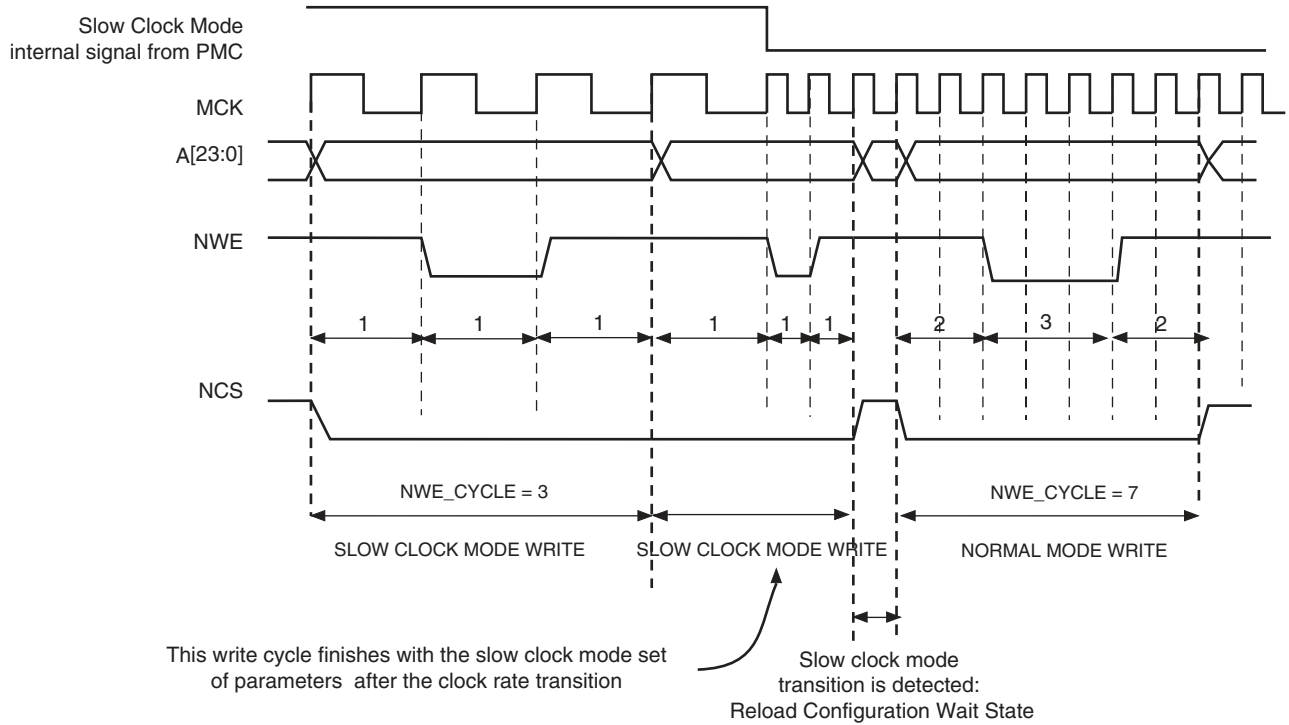 Slow Clock Mode
internal signal from PMC
MCK
A[23:0]
NWE
1 1 1 1 1 1 2 3 2
NCS
NWE_CYCLE = 3 NWE_CYCLE = 7
SLOW CLOCK MODE WRITE SLOW CLOCK MODE WRITE NORMAL MODE WRITE
This write cycle finishes with the slow clock mode set
of parameters after the clock rate transition
Slow clock mode
transition is detected:
Reload Configuration Wait State